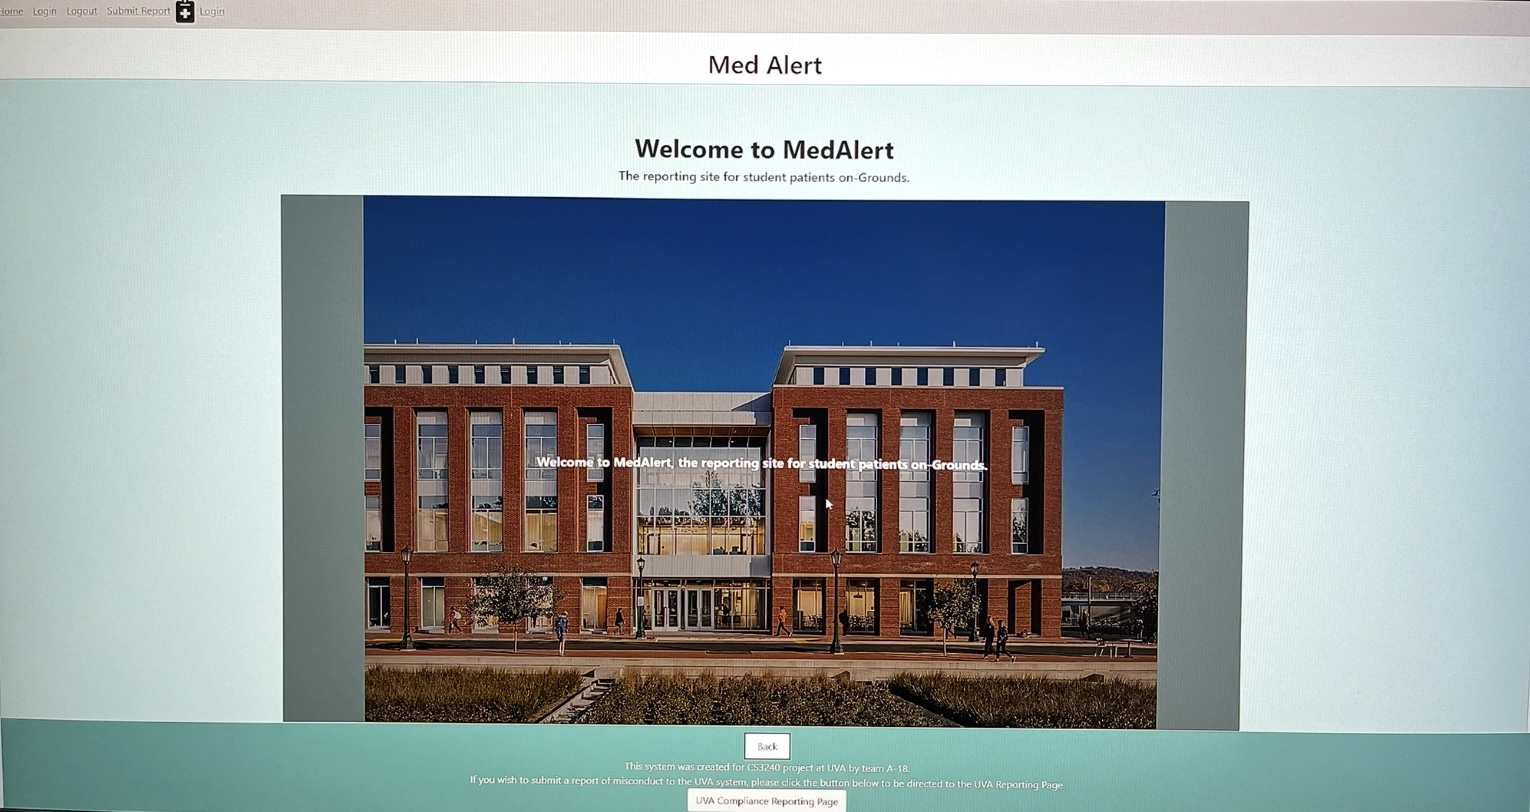 Home Login Logout Submit Report Login
Med Alert
Welcome to MedAlert
The reporting site for student patients on-Grounds.
Welcome to MedAlert, the reporting site for student patients on-Grounds.
Back
This system was created for CS3240 project at UVA by team A-18.
If you wish to submit a report of misconduct to the UVA system, please click the button below to be directed to the UVA Reporting Page.
UVA Compliance Reporting Page